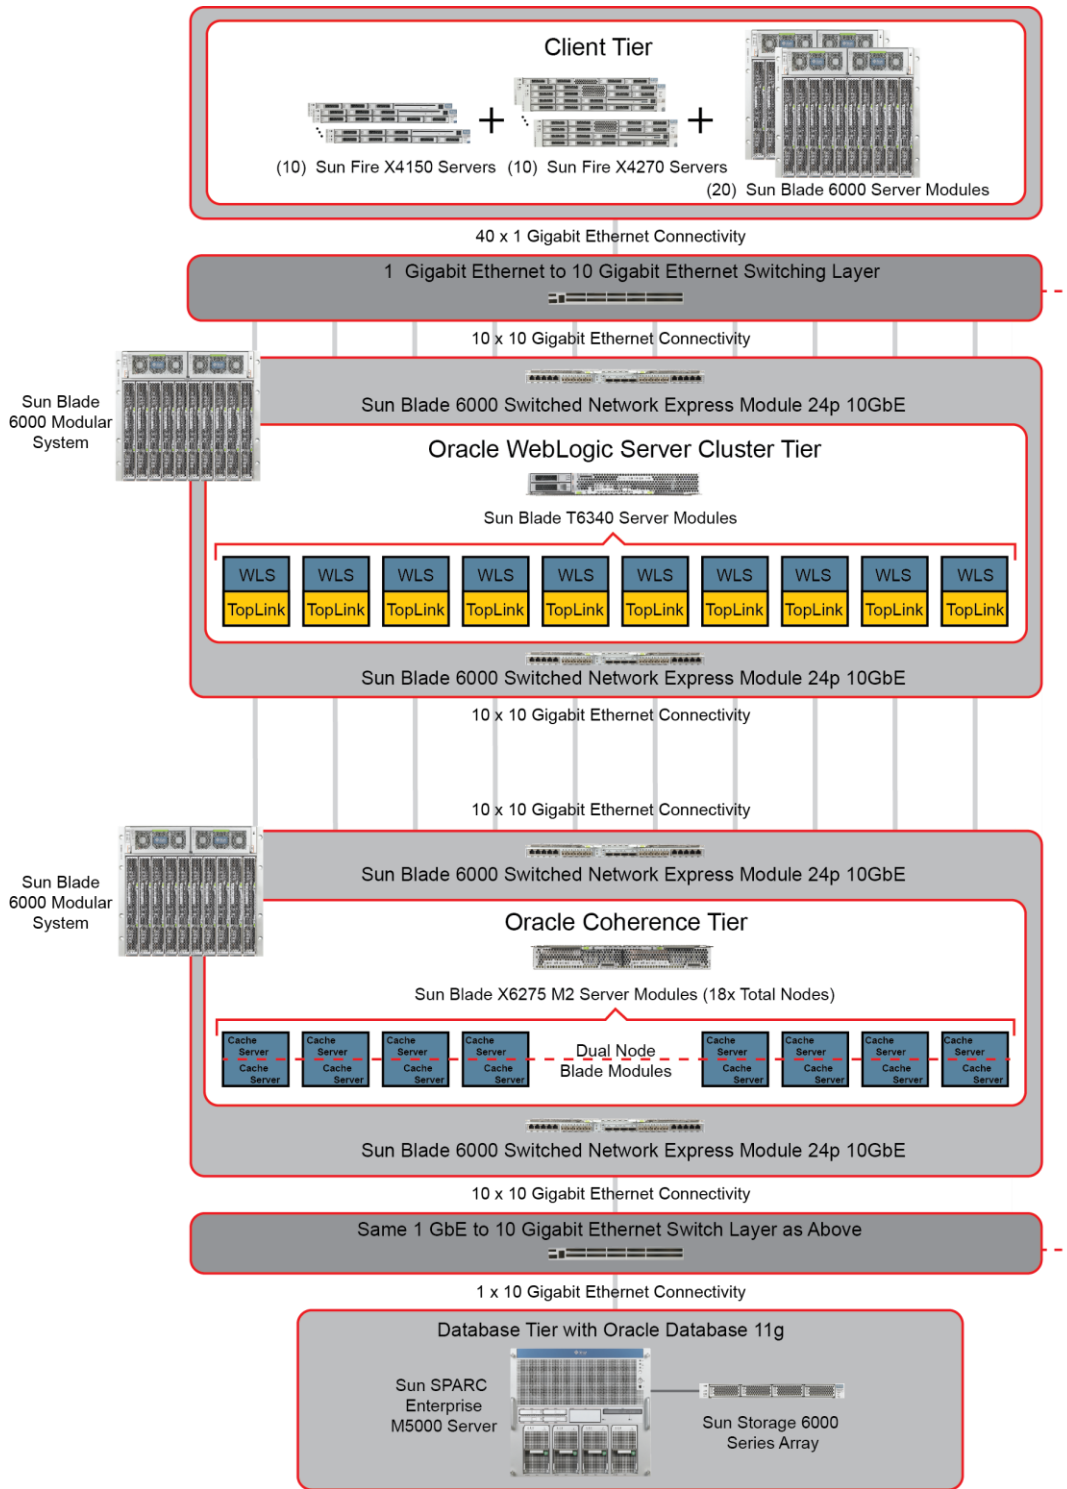 Client Tier
(10) Sun Fire X4150 Servers
(10) Sun Fire X4270 Servers
(20) Sun Blade 6000 Server Modules
40 x 1 Gigabit Ethernet Connectivity
1 Gigabit Ethernet to 10 Gigabit Ethernet Switching Layer
10 x 10 Gigabit Ethernet Connectivity
Sun Blade
6000 Modular
System
Sun Blade 6000 Switched Network Express Module 24p 10GbE
Oracle WebLogic Server Cluster Tier
Sun Blade T6340 Server Modules
WLS WLS WLS WLS WLS WLS WLS WLS WLS WLS
TopLink TopLink TopLink TopLink TopLink TopLink TopLink TopLink TopLink TopLink
Sun Blade 6000 Switched Network Express Module 24p 10GbE
10 x 10 Gigabit Ethernet Connectivity
10 x 10 Gigabit Ethernet Connectivity
Sun Blade
6000 Modular
System
Sun Blade 6000 Switched Network Express Module 24p 10GbE
Oracle Coherence Tier
Sun Blade X6275 M2 Server Modules (18x Total Nodes)
Cache Cache Cache Cache Cache Cache Cache Cache
Server Server Server Server Server Server Server Server
Dual Node
Blade Modules
Cache Cache Cache Cache Cache Cache Cache Cache
Server Server Server Server Server Server Server Server
Sun Blade 6000 Switched Network Express Module 24p 10GbE
10 x 10 Gigabit Ethernet Connectivity
Same 1 GbE to 10 Gigabit Ethernet Switch Layer as Above
1 x 10 Gigabit Ethernet Connectivity
Database Tier with Oracle Database 11g
Sun SPARC
Enterprise
M5000 Server
Sun Storage 6000
Series Array